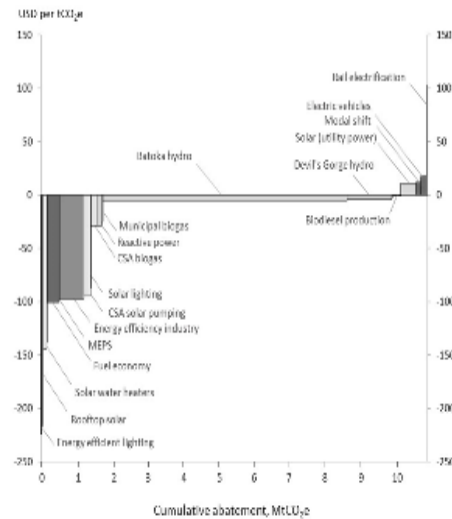 USD per tCO₂e
150
100
50
0
-50
-100
-150
-200
-250
150
100
50
0
-50
-100
-150
-200
-250
Rail electrification
Electric vehicles
Modal shift
Solar (utility power)
Batoka hydro
Devil's Gorge hydro
Biodiesel production
Municipal biogas
Reactive power
CSA biogas
Solar lighting
CSA solar pumping
Energy efficiency industry
MEPS
Fuel economy
Solar water heaters
Rooftop solar
Energy efficient lighting
0 1 2 3 4 5 6 7 8 9 10
Cumulative abatement, MtCO₂e